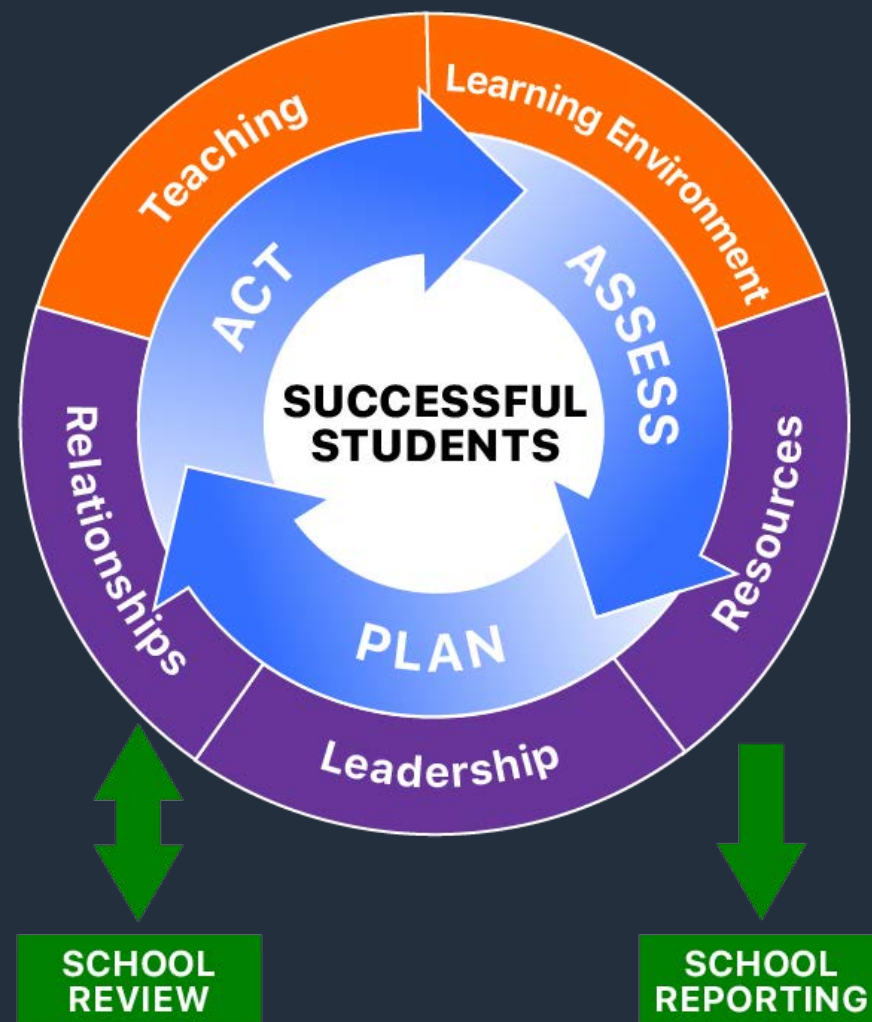 Teaching
Learning Environment
ACT
ASSESS
SUCCESSFUL
STUDENTS
Relationships
Resources
PLAN
Leadership
SCHOOL
REVIEW
SCHOOL
REPORTING